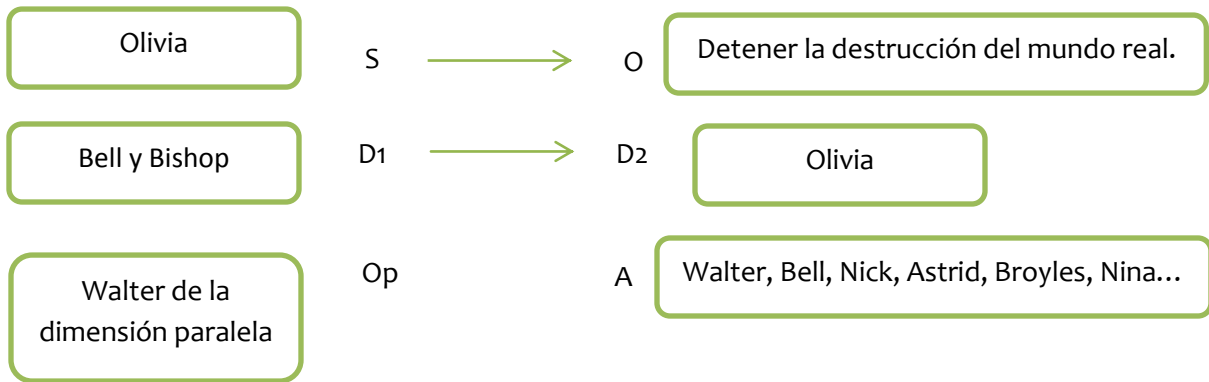 Olivia S O Detener la destrucción del mundo real.
Bell y Bishop D1 D2 Olivia
Walter de la
dimensión paralela
Op A Walter, Bell, Nick, Astrid, Broyles, Nina...